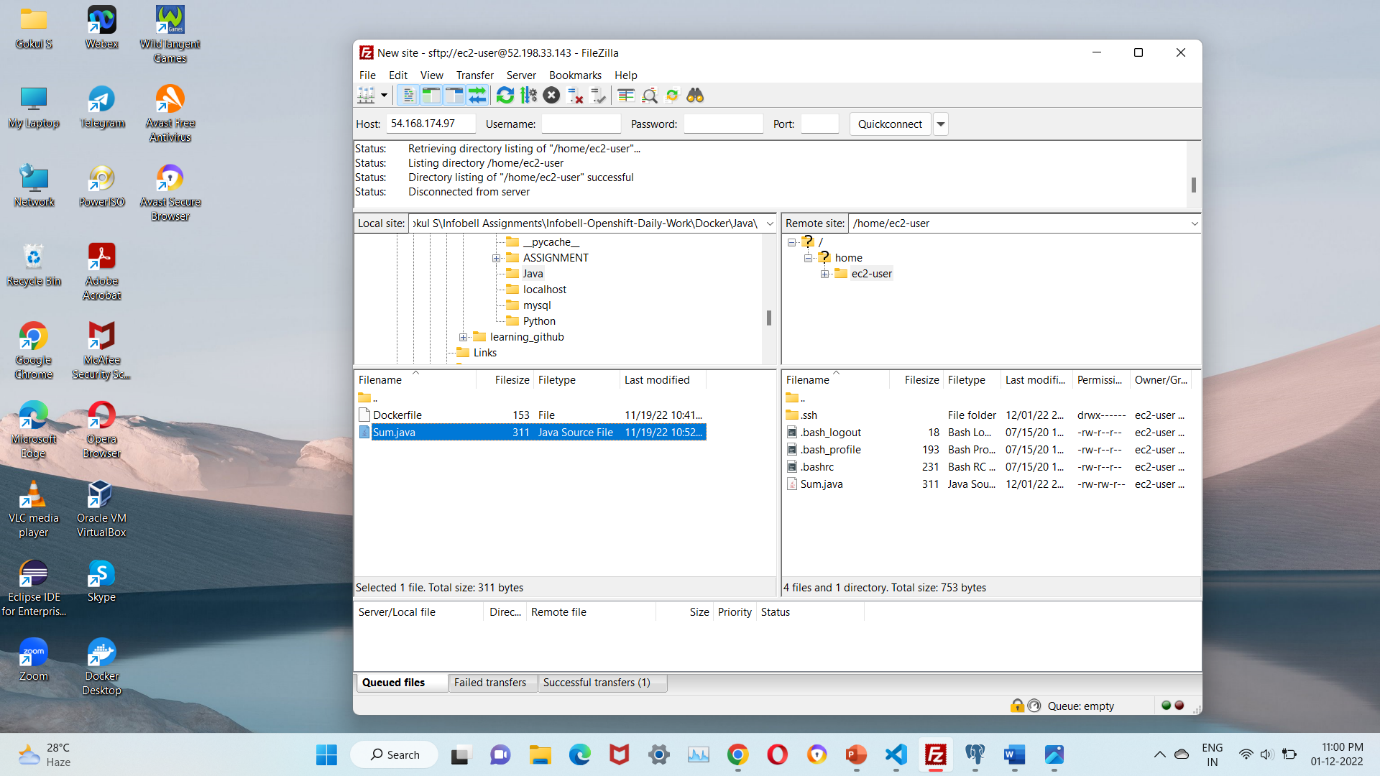 Gokul S
Webex
WildTangent Games
My Laptop
Telegram
Avast Free Antivirus
Network
PowerISO
Avast Secure Browser
Recycle Bin
Adobe Acrobat
Google Chrome
McAfee Security Sc...
Microsoft Edge
Opera Browser
VLC media player
Oracle VM VirtualBox
Eclipse IDE for Enterpris...
Skype
Zoom
Docker Desktop
New site - sftp://ec2-user@52.198.33.143 - FileZilla
File Edit View Transfer Server Bookmarks Help
Host: 54.168.174.97 Username: Password: Port: Quickconnect
Status: Retrieving directory listing of "/home/ec2-user"...
Status: Listing directory /home/ec2-user
Status: Directory listing of "/home/ec2-user" successful
Status: Disconnected from server
Local site: okul S\Infobell Assignments\Infobell-Openshift-Daily-Work\Docker\Java\
__pycache__
ASSIGNMENT
Java
localhost
mysql
Python
learning_github
Links
Remote site: /home/ec2-user
/
home
ec2-user
Filename Filesize Filetype Last modified
..
Dockerfile 153 File 11/19/22 10:41...
Sum.java 311 Java Source File 11/19/22 10:52...
Selected 1 file. Total size: 311 bytes
Filename Filesize Filetype Last modifi... Permissi... Owner/Gr...
..
.ssh File folder 12/01/22 2... drwx------ ec2-user ...
.bash_logout 18 Bash Lo... 07/15/20 1... -rw-r--r-- ec2-user ...
.bash_profile 193 Bash Pro... 07/15/20 1... -rw-r--r-- ec2-user ...
.bashrc 231 Bash RC ... 07/15/20 1... -rw-r--r-- ec2-user ...
Sum.java 311 Java Sou... 12/01/22 2... -rw-rw-r-- ec2-user ...
4 files and 1 directory. Total size: 753 bytes
Server/Local file Direc... Remote file Size Priority Status
Queued files Failed transfers Successful transfers (1)
Queue: empty
28°C
Haze
Search
ENG
IN
11:00 PM
01-12-2022